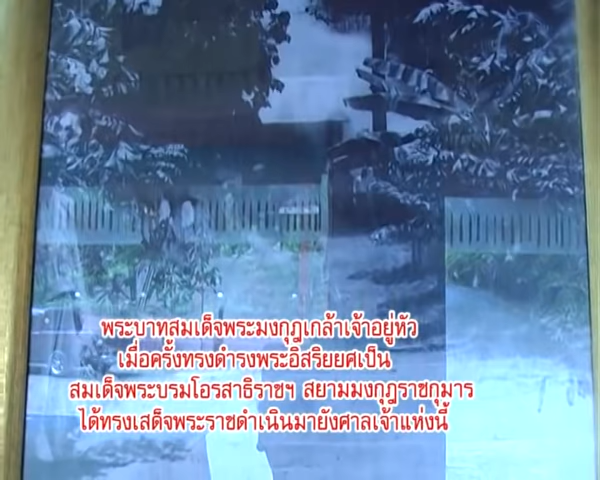 พระบาทสมเด็จพระมงกุฎเกล้าเจ้าอยู่หัว
เมื่อครั้งทรงดำรงพระอิสริยยศเป็น
สมเด็จพระบรมโอรสาธิราชฯ สยามมงกุฎราชกุมาร
ได้ทรงเสด็จพระราชดำเนินมายังศาลเจ้าแห่งนี้